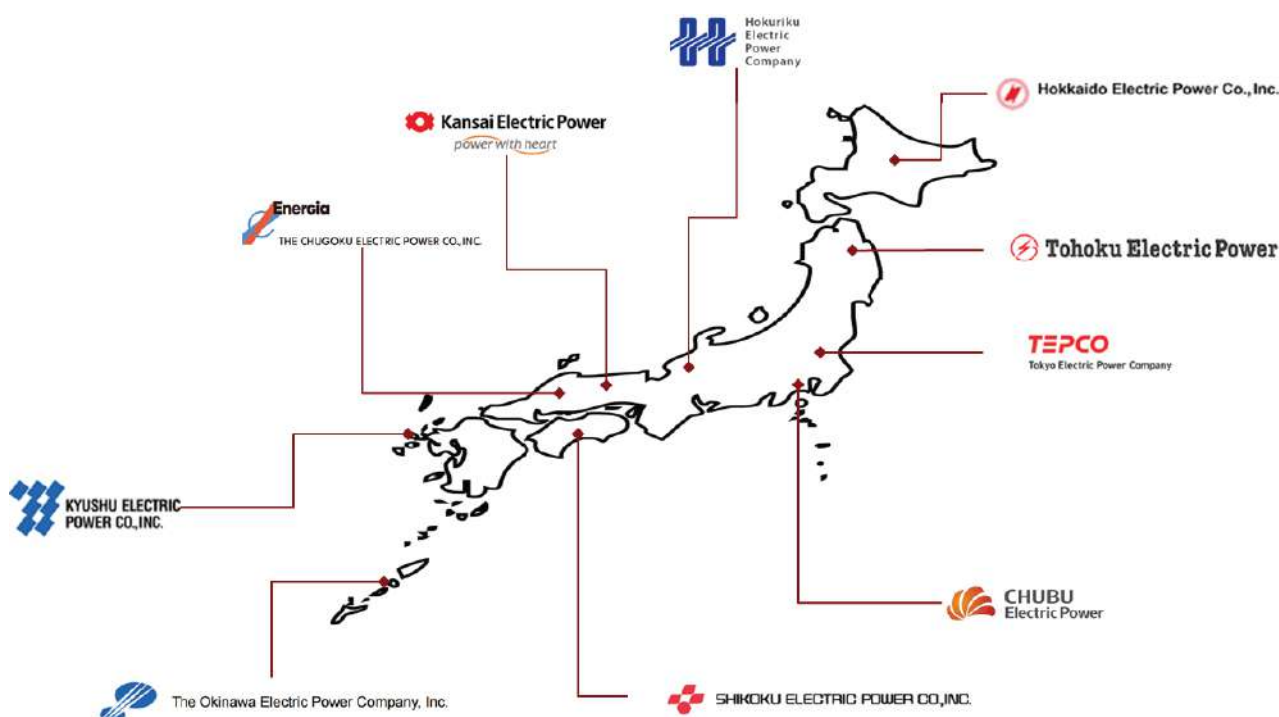 Hokuriku
Electric
Power
Company
Hokkaido Electric Power Co., Inc.
Kansai Electric Power
power with heart
Energia
THE CHUGOKU ELECTRIC POWER CO., INC.
Tohoku Electric Power
TEPCO
Tokyo Electric Power Company
KYUSHU ELECTRIC
POWER CO., INC.
CHUBU
Electric Power
The Okinawa Electric Power Company, Inc.
SHIKOKU ELECTRIC POWER CO., INC.